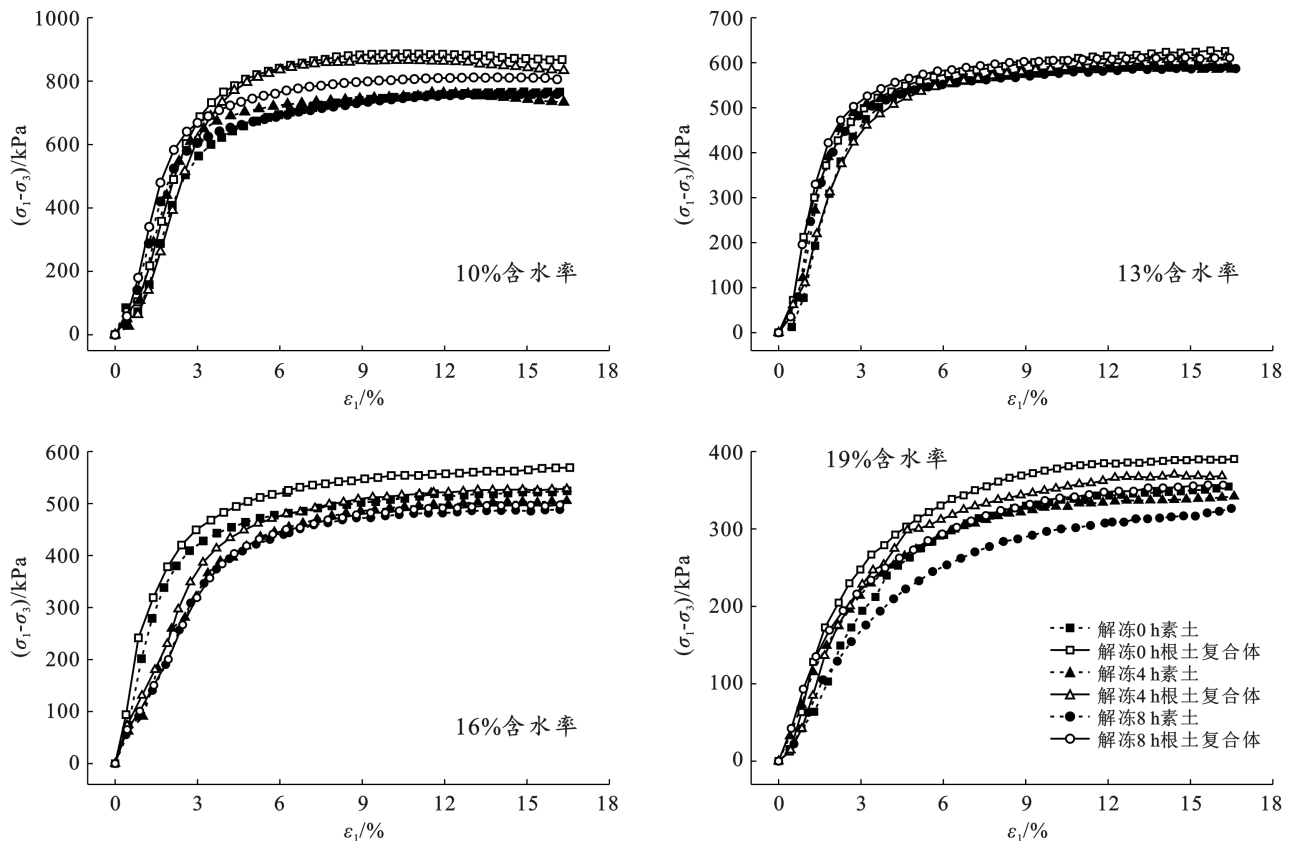 1000
800
600
400
200
0
(σ₁-σ₃)/kPa
10%含水率
0 3 6 9 12 15 18
ε₁/%
700
600
500
400
300
200
100
0
(σ₁-σ₃)/kPa
13%含水率
0 3 6 9 12 15 18
ε₁/%
600
500
400
300
200
100
0
(σ₁-σ₃)/kPa
16%含水率
0 3 6 9 12 15 18
ε₁/%
400
300
200
100
0
(σ₁-σ₃)/kPa
19%含水率
解冻0 h素土
解冻0 h根土复合体
解冻4 h素土
解冻4 h根土复合体
解冻8 h素土
解冻8 h根土复合体
0 3 6 9 12 15 18
ε₁/%